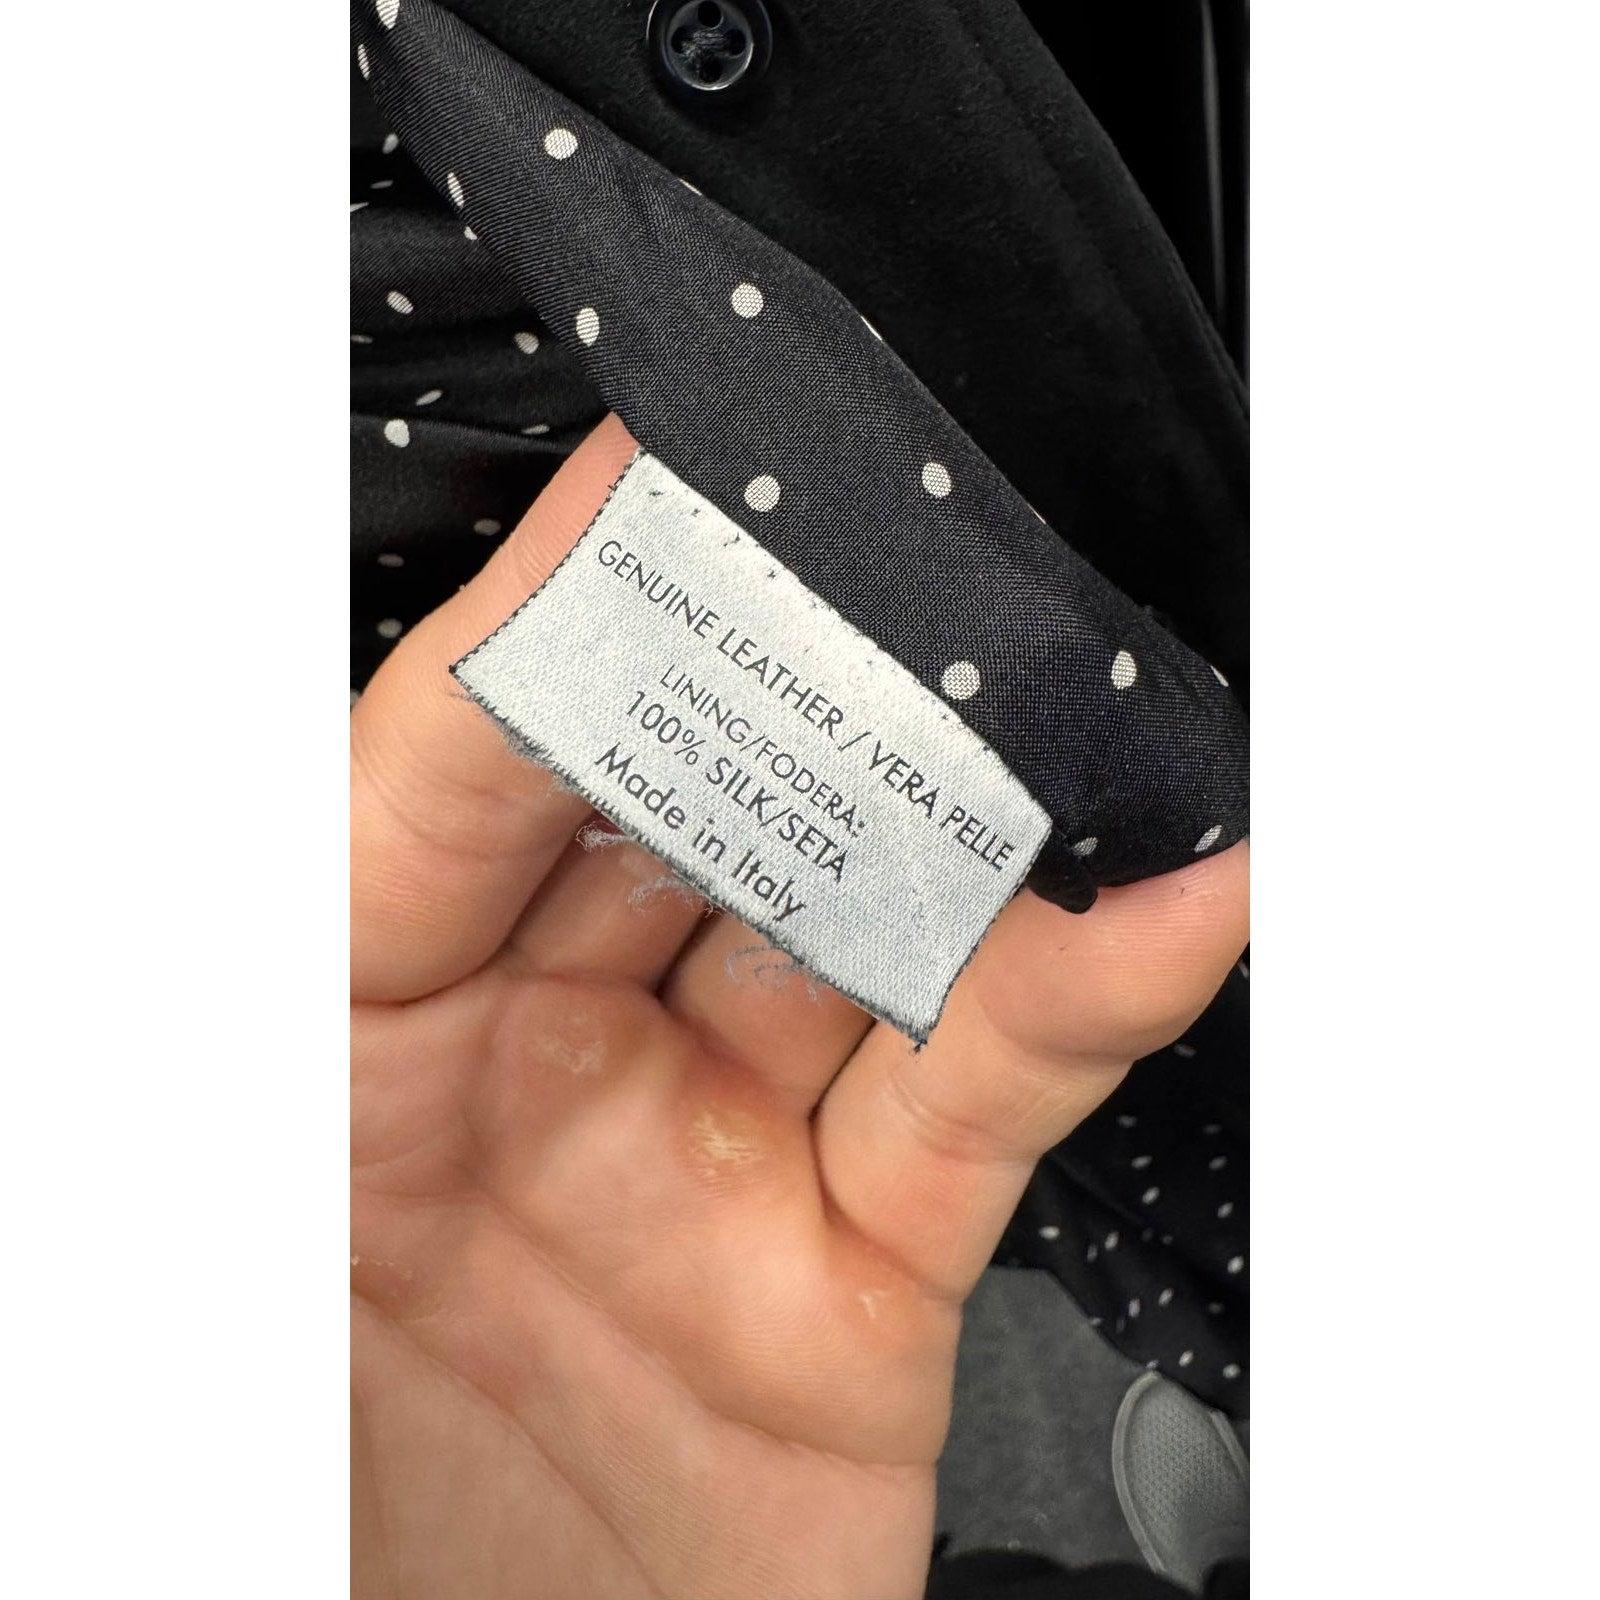 GENUINE LEATHER / VERA PELLE
LINING/FODERA:
100% SILK/SETA
Made in Italy